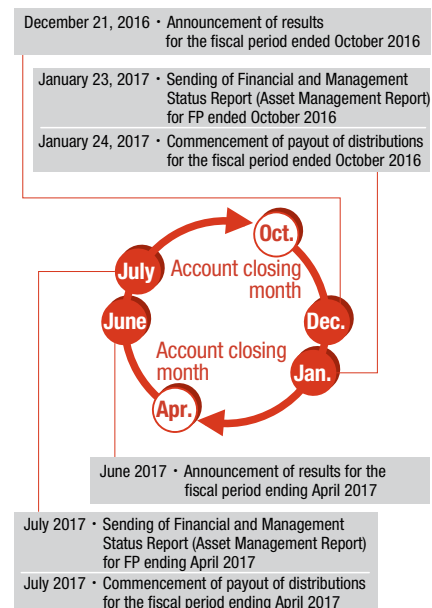 December 21, 2016・Announcement of results
for the fiscal period ended October 2016
January 23, 2017・Sending of Financial and Management
Status Report (Asset Management Report)
for FP ended October 2016
January 24, 2017・Commencement of payout of distributions
for the fiscal period ended October 2016
Oct.
July
Account closing
month
June
Dec.
Account closing
month
Jan.
Apr.
June 2017・Announcement of results for the
fiscal period ending April 2017
July 2017・Sending of Financial and Management
Status Report (Asset Management Report)
for FP ending April 2017
July 2017・Commencement of payout of distributions
for the fiscal period ending April 2017